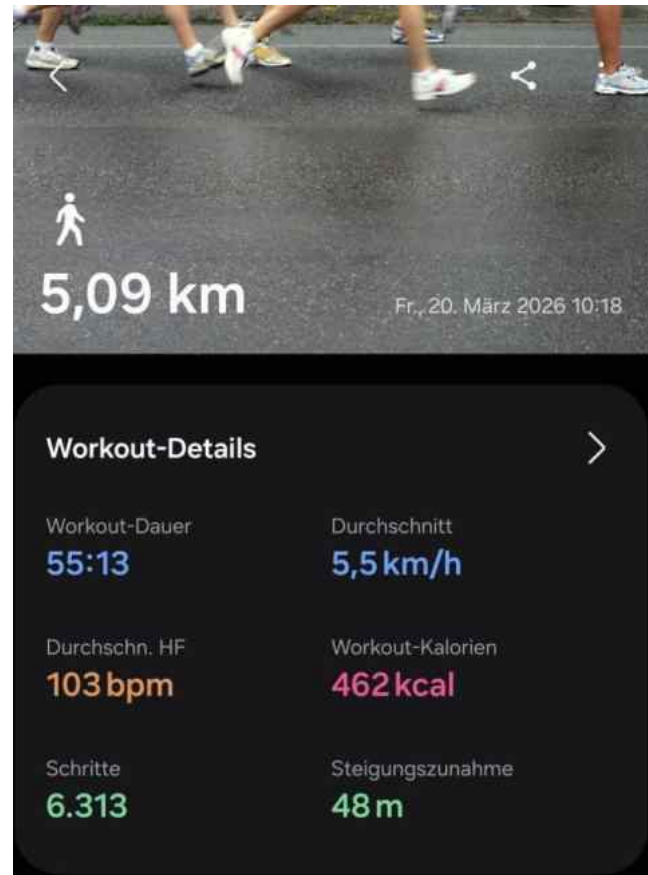 5,09 km
Fr., 20. März 2026 10:18
Workout-Details
Workout-Dauer
Durchschnitt
55:13
5,5 km/h
Durchschn. HF
Workout-Kalorien
103 bpm
462 kcal
Schritte
Steigungszunahme
6.313
48 m